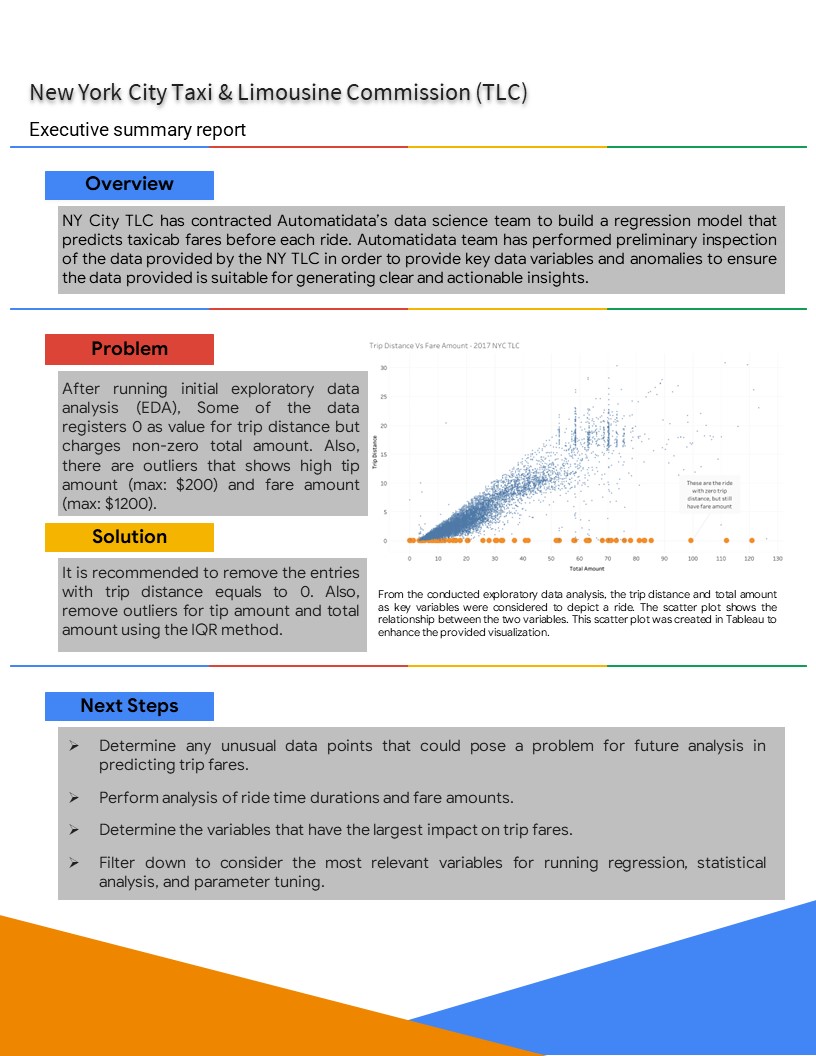 New York City Taxi & Limousine Commission (TLC)
Executive summary report
Overview
NY City TLC has contracted Automatidata’s data science team to build a regression model that
predicts taxicab fares before each ride. Automatidata team has performed preliminary inspection
of the data provided by the NY TLC in order to provide key data variables and anomalies to ensure
the data provided is suitable for generating clear and actionable insights.
Problem
After running initial exploratory data
analysis (EDA), Some of the data
registers 0 as value for trip distance but
charges non-zero total amount. Also,
there are outliers that shows high tip
amount (max: $200) and fare amount
(max: $1200).
Solution
It is recommended to remove the entries
with trip distance equals to 0. Also,
remove outliers for tip amount and total
amount using the IQR method.
Trip Distance Vs Fare Amount - 2017 NYC TLC
Trip Distance
30
25
20
15
10
5
0
These are the ride
with zero trip
distance, but still
have fare amount
0 10 20 30 40 50 60 70 80 90 100 110 120 130
Total Amount
From the conducted exploratory data analysis, the trip distance and total amount
as key variables were considered to depict a ride. The scatter plot shows the
relationship between the two variables. This scatter plot was created in Tableau to
enhance the provided visualization.
Next Steps
➢ Determine any unusual data points that could pose a problem for future analysis in
predicting trip fares.
➢ Perform analysis of ride time durations and fare amounts.
➢ Determine the variables that have the largest impact on trip fares.
➢ Filter down to consider the most relevant variables for running regression, statistical
analysis, and parameter tuning.